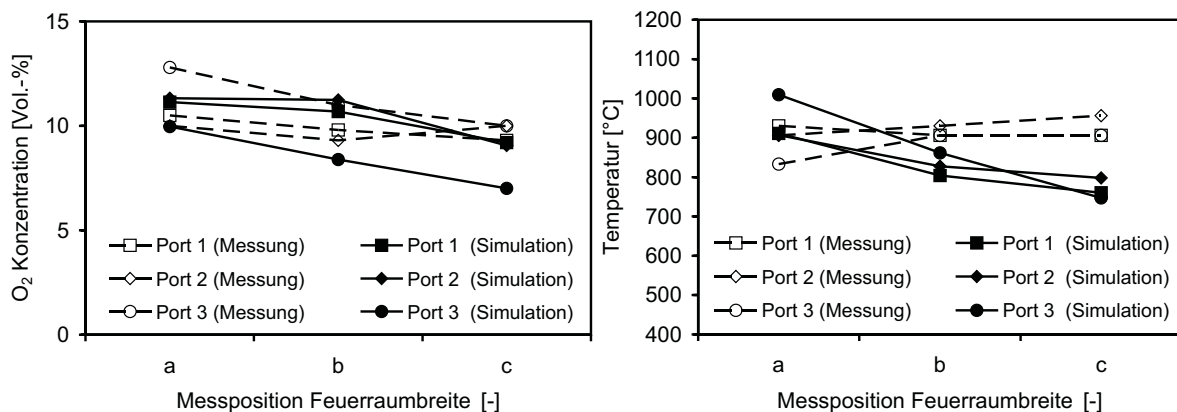 15
10
5
0
O₂ Konzentration [Vol.-%]
Port 1 (Messung)
Port 1 (Simulation)
Port 2 (Messung)
Port 2 (Simulation)
Port 3 (Messung)
Port 3 (Simulation)
a b c
Messposition Feuerraumbreite [-]
1200
1100
1000
900
800
700
600
500
400
Temperatur [°C]
Port 1 (Messung)
Port 1 (Simulation)
Port 2 (Messung)
Port 2 (Simulation)
Port 3 (Messung)
Port 3 (Simulation)
a b c
Messposition Feuerraumbreite [-]